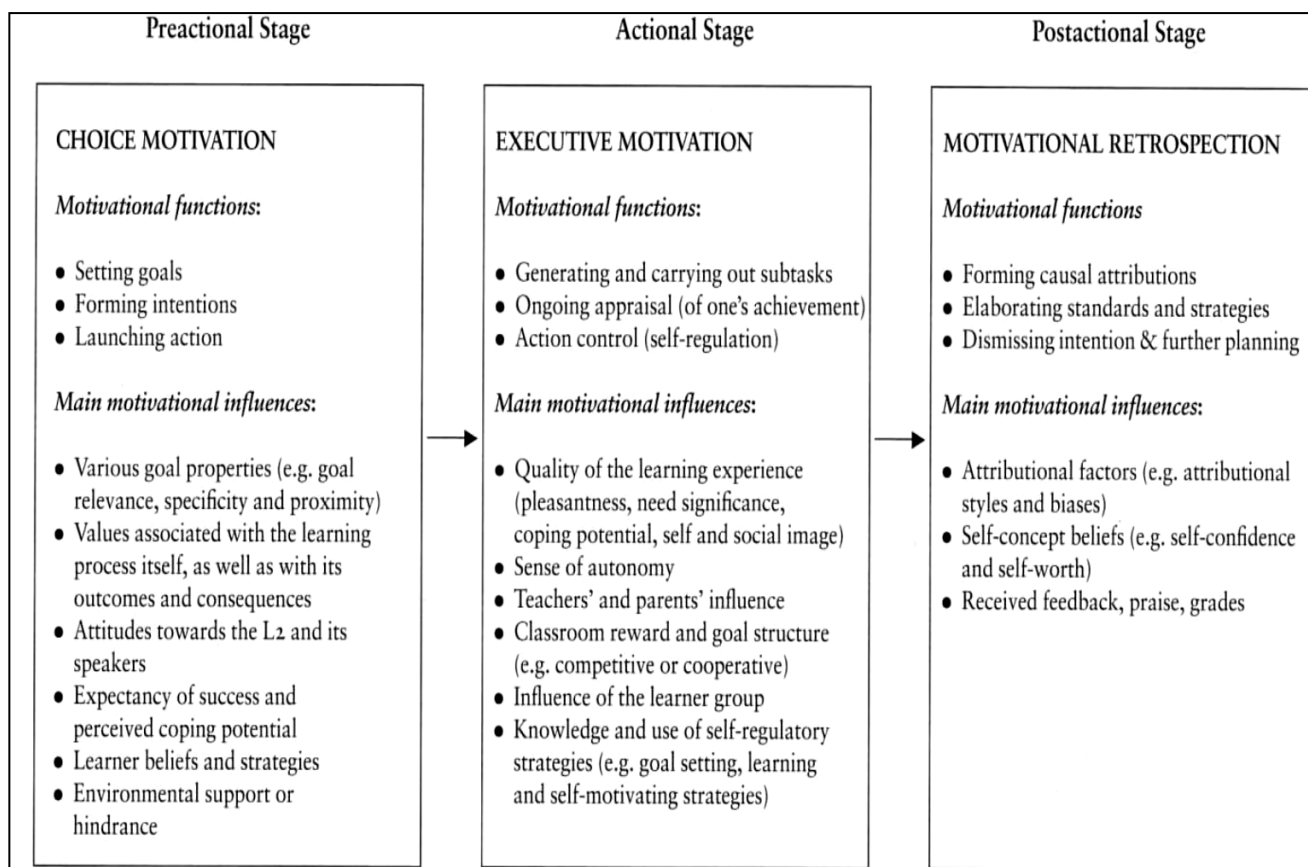 Preactional Stage
Actional Stage
Postactional Stage
CHOICE MOTIVATION
Motivational functions:
● Setting goals
● Forming intentions
● Launching action
Main motivational influences:
● Various goal properties (e.g. goal
relevance, specificity and proximity)
● Values associated with the learning
process itself, as well as with its
outcomes and consequences
● Attitudes towards the L2 and its
speakers
● Expectancy of success and
perceived coping potential
● Learner beliefs and strategies
● Environmental support or
hindrance
EXECUTIVE MOTIVATION
Motivational functions:
● Generating and carrying out subtasks
● Ongoing appraisal (of one's achievement)
● Action control (self-regulation)
Main motivational influences:
● Quality of the learning experience
(pleasantness, need significance,
coping potential, self and social image)
● Sense of autonomy
● Teachers' and parents' influence
● Classroom reward and goal structure
(e.g. competitive or cooperative)
● Influence of the learner group
● Knowledge and use of self-regulatory
strategies (e.g. goal setting, learning
and self-motivating strategies)
MOTIVATIONAL RETROSPECTION
Motivational functions
● Forming causal attributions
● Elaborating standards and strategies
● Dismissing intention & further planning
Main motivational influences:
● Attributional factors (e.g. attributional
styles and biases)
● Self-concept beliefs (e.g. self-confidence
and self-worth)
● Received feedback, praise, grades